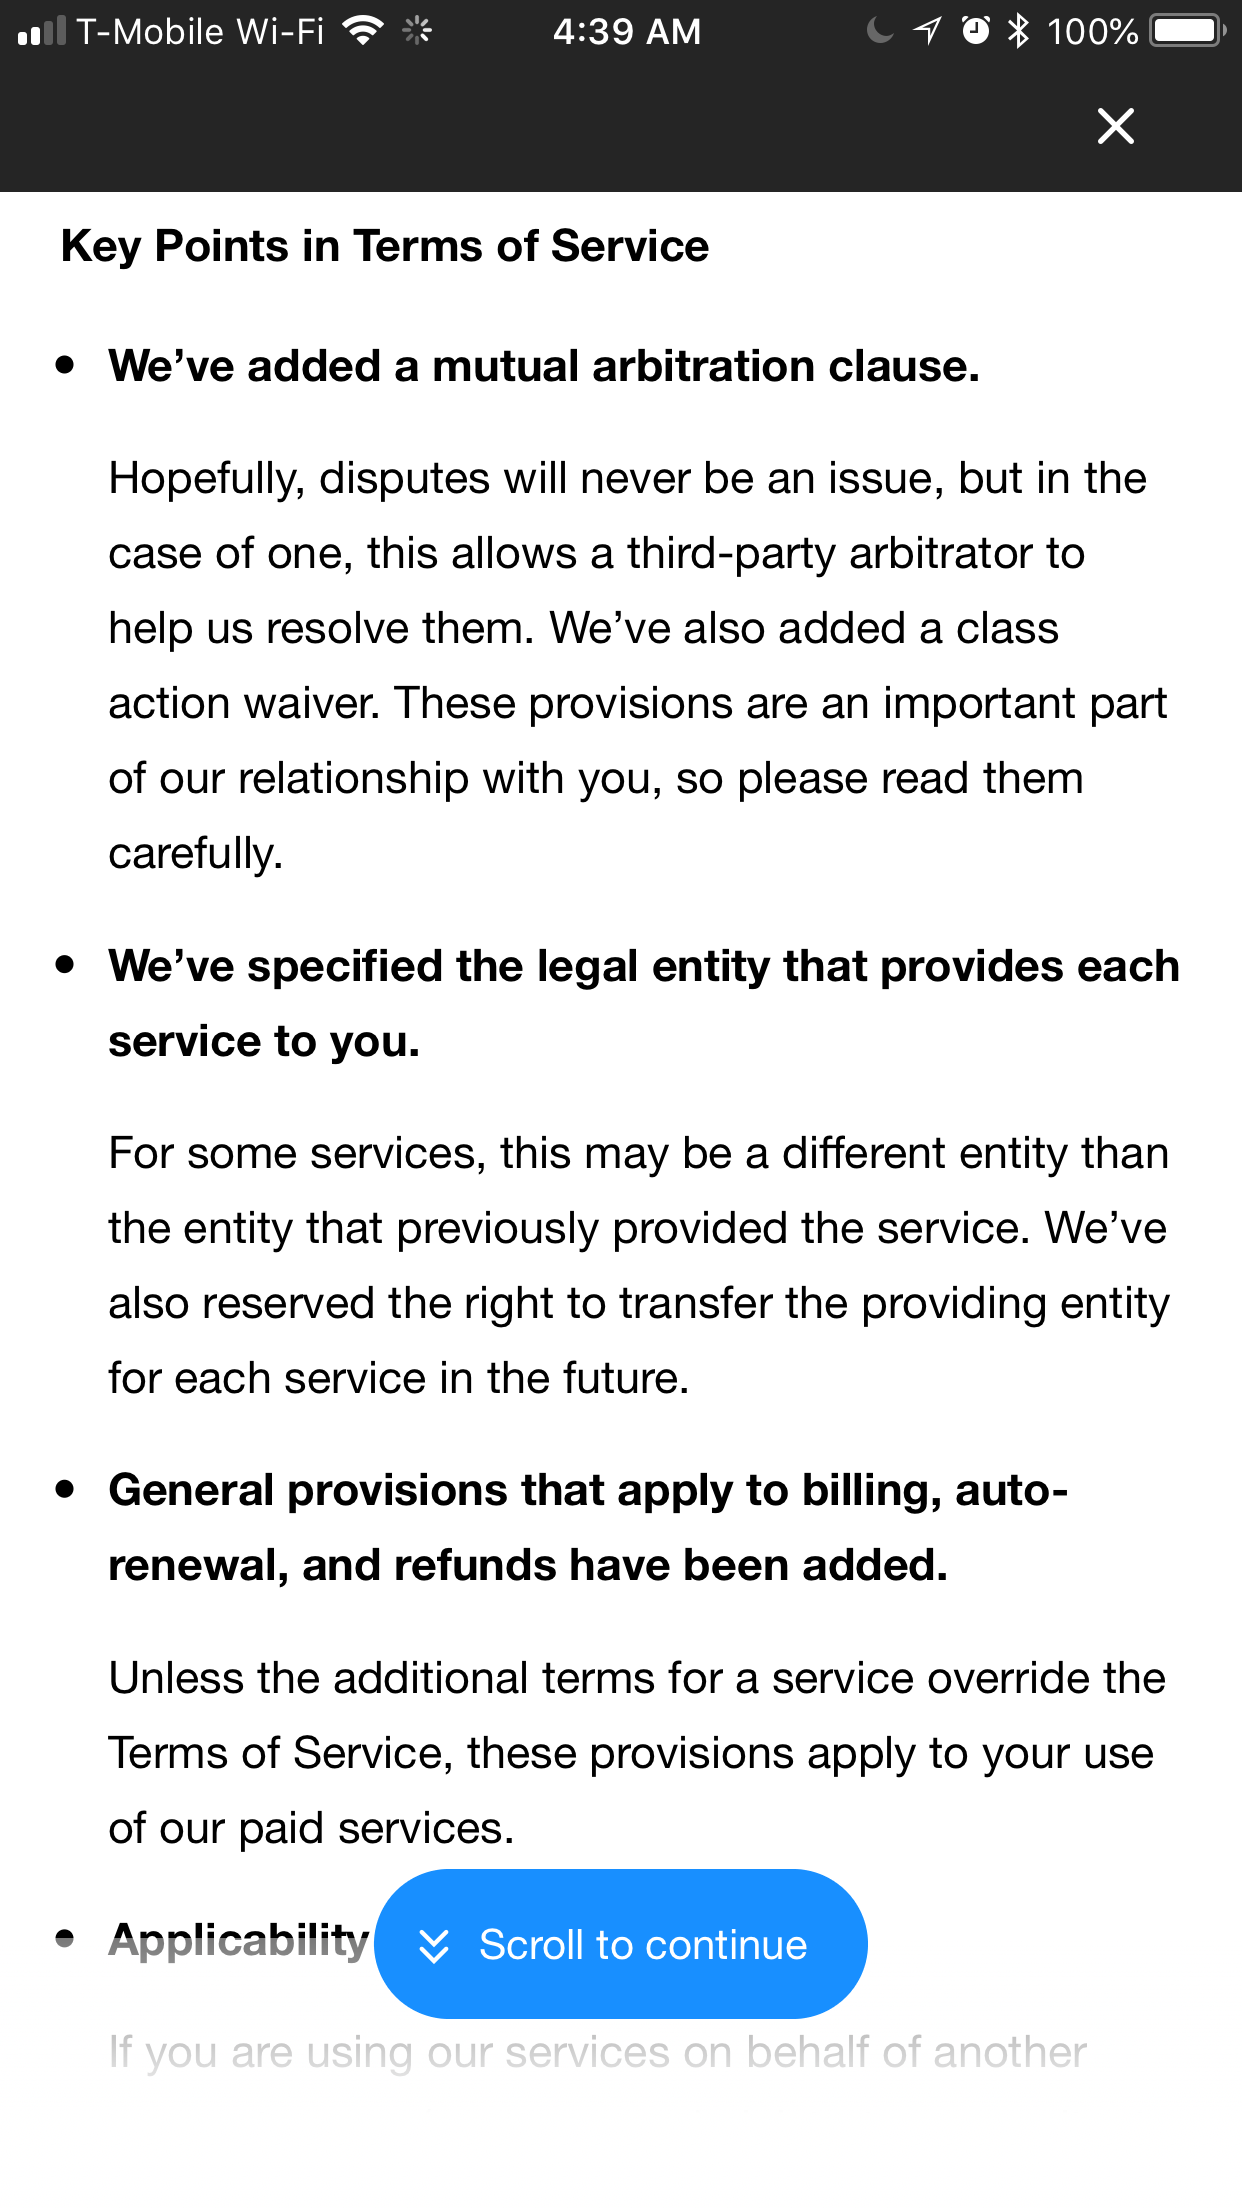 T-Mobile Wi-Fi 4:39 AM 100%
Key Points in Terms of Service
• We’ve added a mutual arbitration clause.
Hopefully, disputes will never be an issue, but in the
case of one, this allows a third-party arbitrator to
help us resolve them. We’ve also added a class
action waiver. These provisions are an important part
of our relationship with you, so please read them
carefully.
• We’ve specified the legal entity that provides each
service to you.
For some services, this may be a different entity than
the entity that previously provided the service. We’ve
also reserved the right to transfer the providing entity
for each service in the future.
• General provisions that apply to billing, auto-
renewal, and refunds have been added.
Unless the additional terms for a service override the
Terms of Service, these provisions apply to your use
of our paid services.
• Applicability
Scroll to continue
If you are using our services on behalf of another